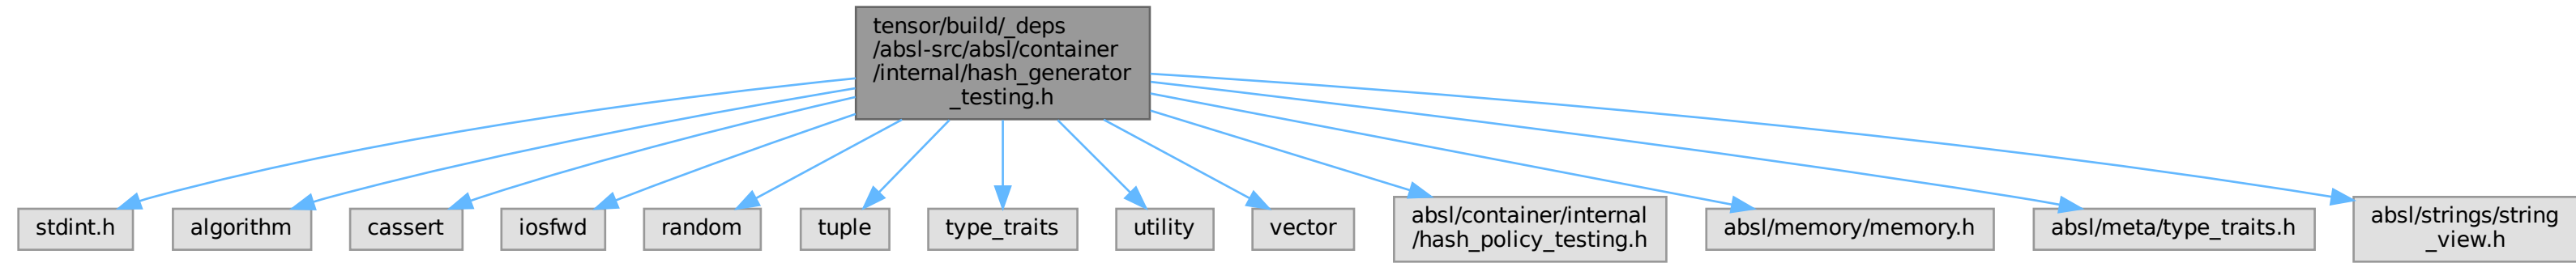 tensor/build/_deps
/absl-src/absl/container
/internal/hash_generator
_testing.h
stdint.h
algorithm
cassert
iosfwd
random
tuple
type_traits
utility
vector
absl/container/internal
/hash_policy_testing.h
absl/memory/memory.h
absl/meta/type_traits.h
absl/strings/string
_view.h